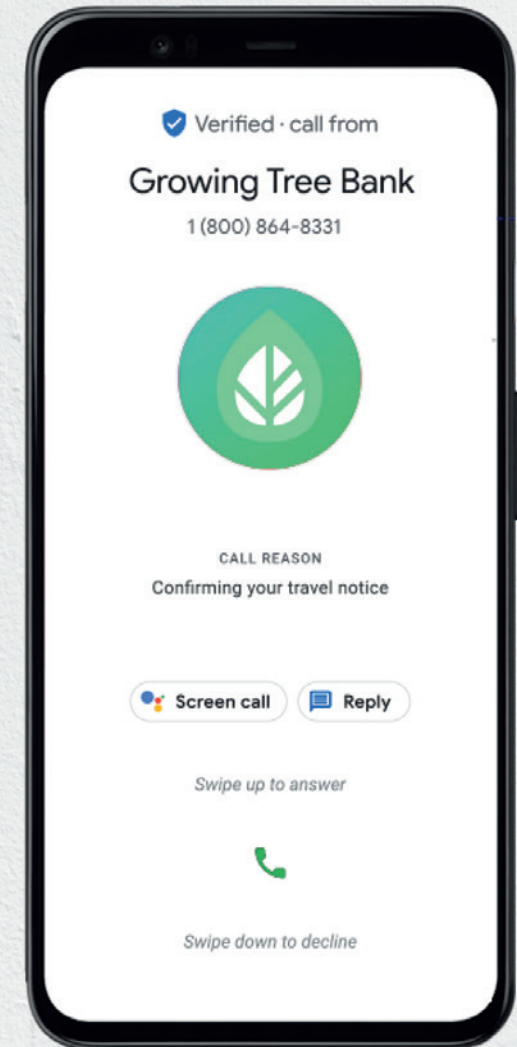 Verified · call from
Growing Tree Bank
1 (800) 864-8331
CALL REASON
Confirming your travel notice
Screen call Reply
Swipe up to answer
Swipe down to decline